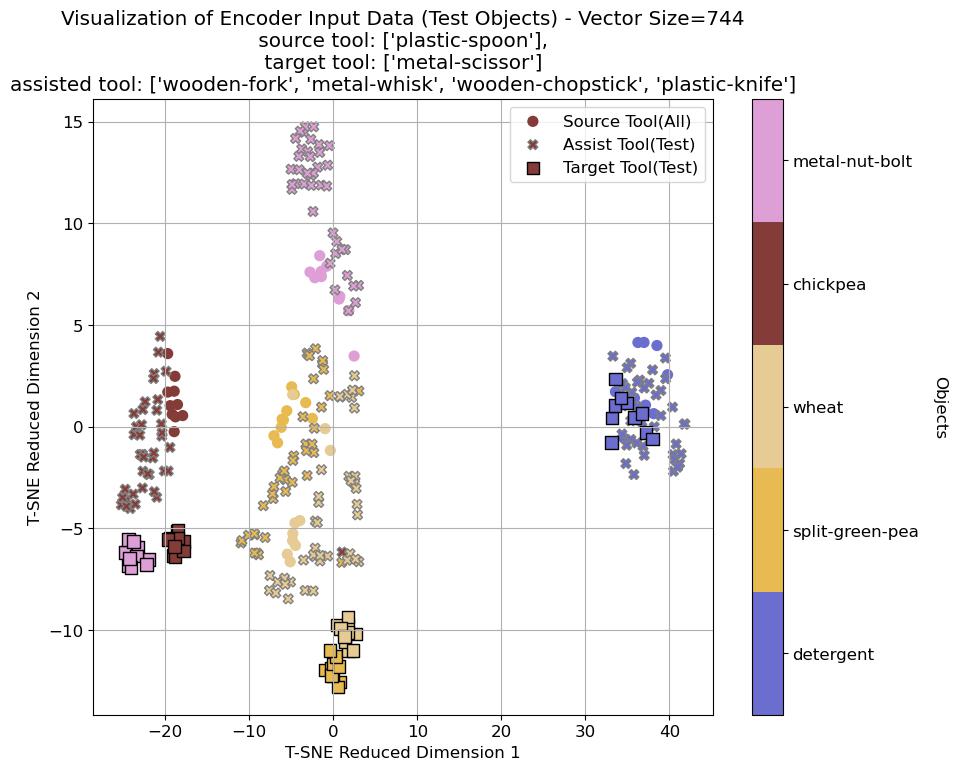 Visualization of Encoder Input Data (Test Objects) - Vector Size=744
source tool: ['plastic-spoon'],
target tool: ['metal-scissor']
assisted tool: ['wooden-fork', 'metal-whisk', 'wooden-chopstick', 'plastic-knife']
Source Tool(All)
Assist Tool(Test)
Target Tool(Test)
15
10
5
0
−5
−10
T-SNE Reduced Dimension 2
−20
−10
0
10
20
30
40
T-SNE Reduced Dimension 1
metal-nut-bolt
chickpea
wheat
split-green-pea
detergent
Objects